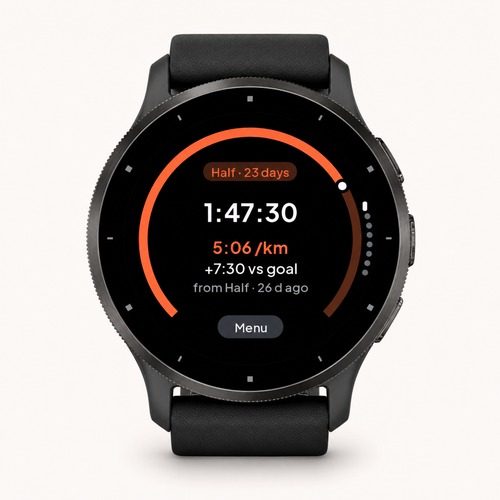 Half · 23 days
1:47:30
5:06 /km
+7:30 vs goal
from Half · 26 d ago
Menu